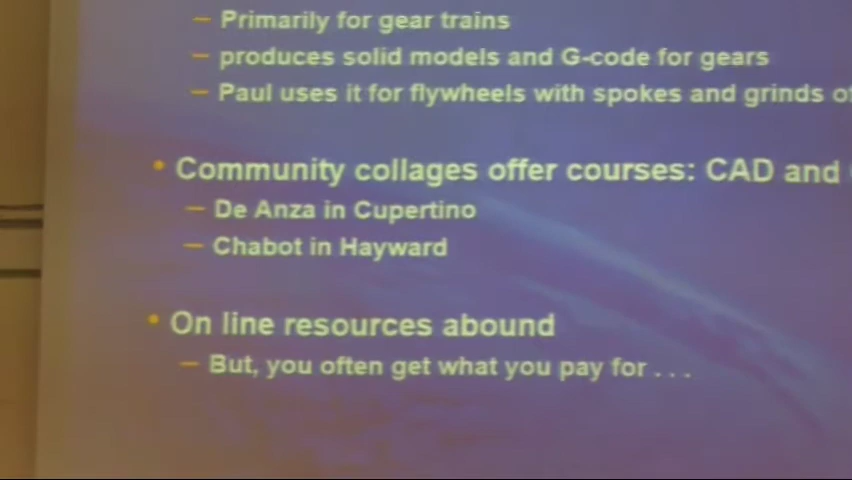 – Primarily for gear trains
– produces solid models and G-code for gears
– Paul uses it for flywheels with spokes and grinds
• Community collages offer courses: CAD and
– De Anza in Cupertino
– Chabot in Hayward
• On line resources abound
– But, you often get what you pay for . . .